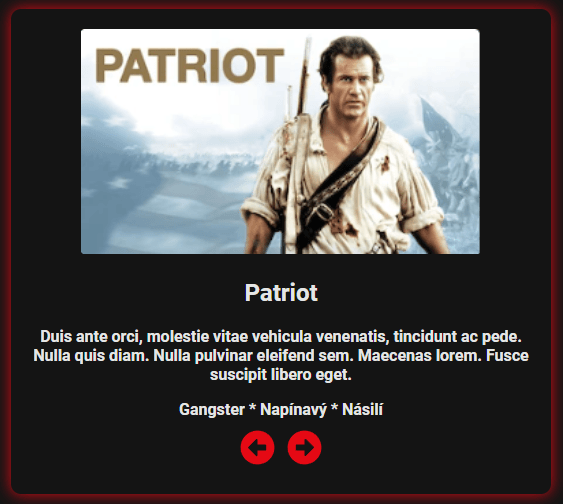 PATRIOT
Patriot
Duis ante orci, molestie vitae vehicula venenatis, tincidunt ac pede.
Nulla quis diam. Nulla pulvinar eleifend sem. Maecenas lorem. Fusce
suscipit libero eget.
Gangster * Napínavý * Násilí